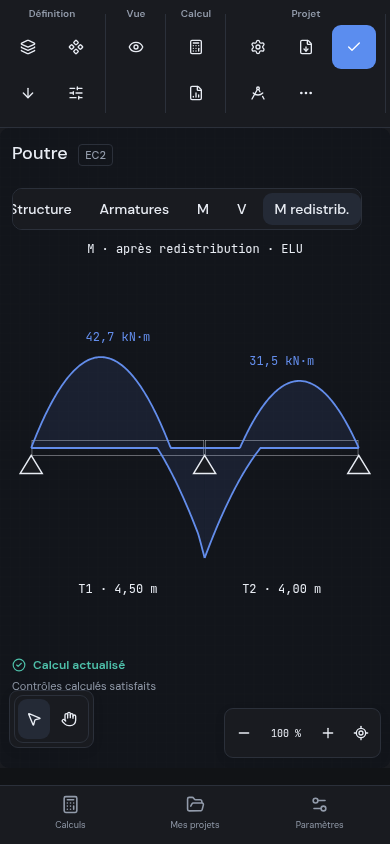 Définition Vue Calcul Projet
Poutre EC2
Structure Armatures M V M redistrib.
M · après redistribution · ELU
42,7 kN·m
31,5 kN·m
T1 · 4,50 m T2 · 4,00 m
Calcul actualisé
Contrôles calculés satisfaits
100 %
Calculs Mes projets Paramètres